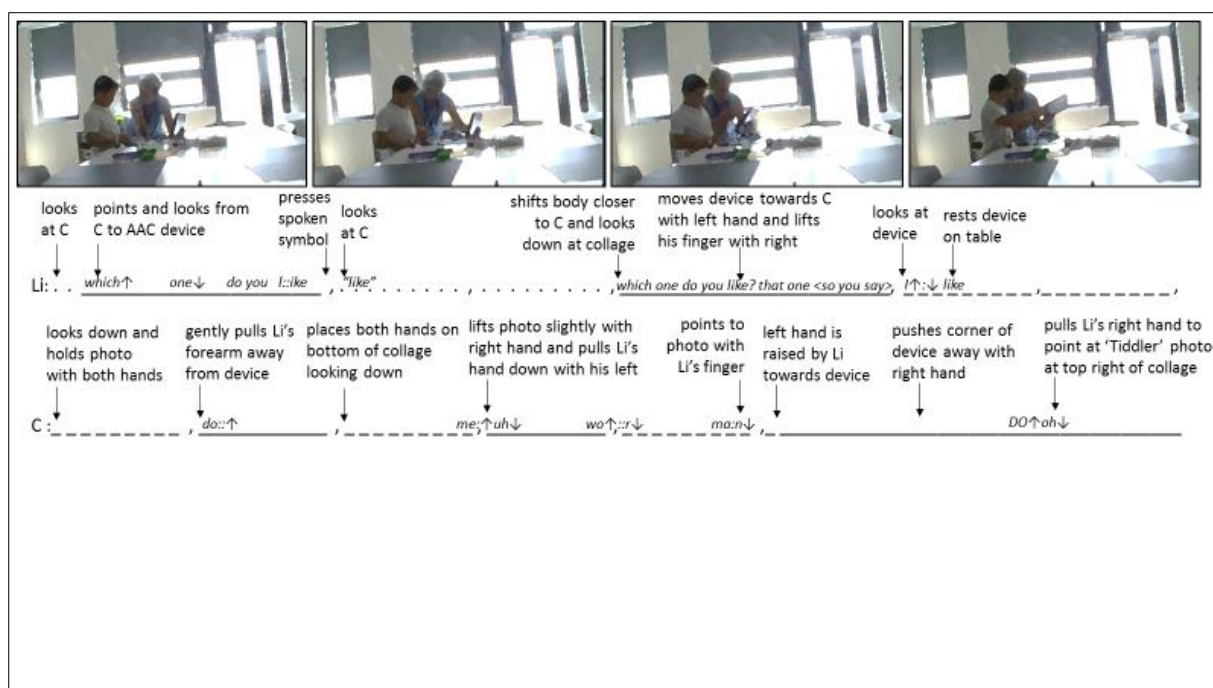 looks
at C
points and looks from
C to AAC device
presses
spoken
symbol
looks
at C
shifts body closer
to C and looks
down at collage
moves device towards C
with left hand and lifts
his finger with right
looks at
device
rests device
on table
Li: . . which↑ one↓ do you l::ike , "like" . . . . . . . . . , . . . . . . . . . . , which one do you like? that one <so you say>, I↑:↓ like , ,
looks down and
holds photo
with both hands
gently pulls Li's
forearm away
from device
places both hands on
bottom of collage
looking down
lifts photo slightly with
right hand and pulls Li's
hand down with his left
points to
photo with
Li's finger
left hand is
raised by Li
towards device
pushes corner of
device away with
right hand
pulls Li's right hand to
point at 'Tiddler' photo
at top right of collage
C : , do::↑ , me:↑uh↓ wo↑,::r↓ ma:n↓ , DO↑oh↓